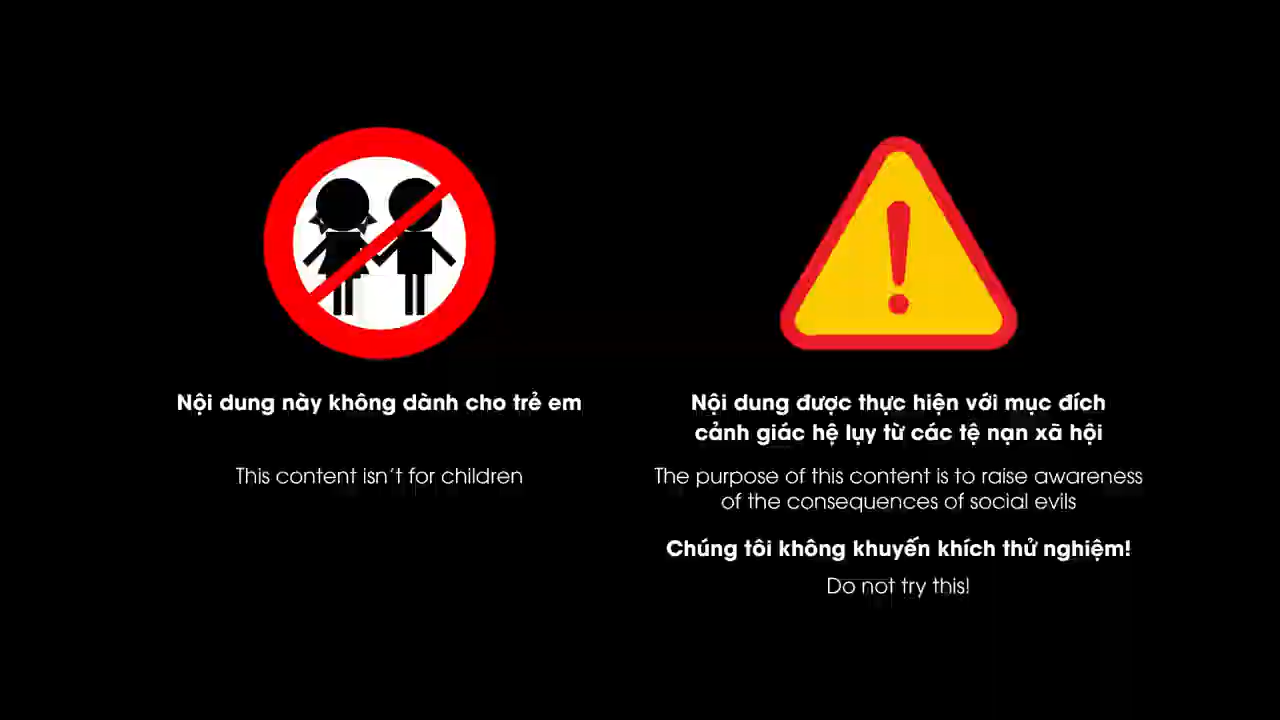 Nội dung này không dành cho trẻ em
This content isn't for children
Nội dung được thực hiện với mục đích
cảnh giác hệ lụy từ các tệ nạn xã hội
The purpose of this content is to raise awareness
of the consequences of social evils
Chúng tôi không khuyến khích thử nghiệm!
Do not try this!